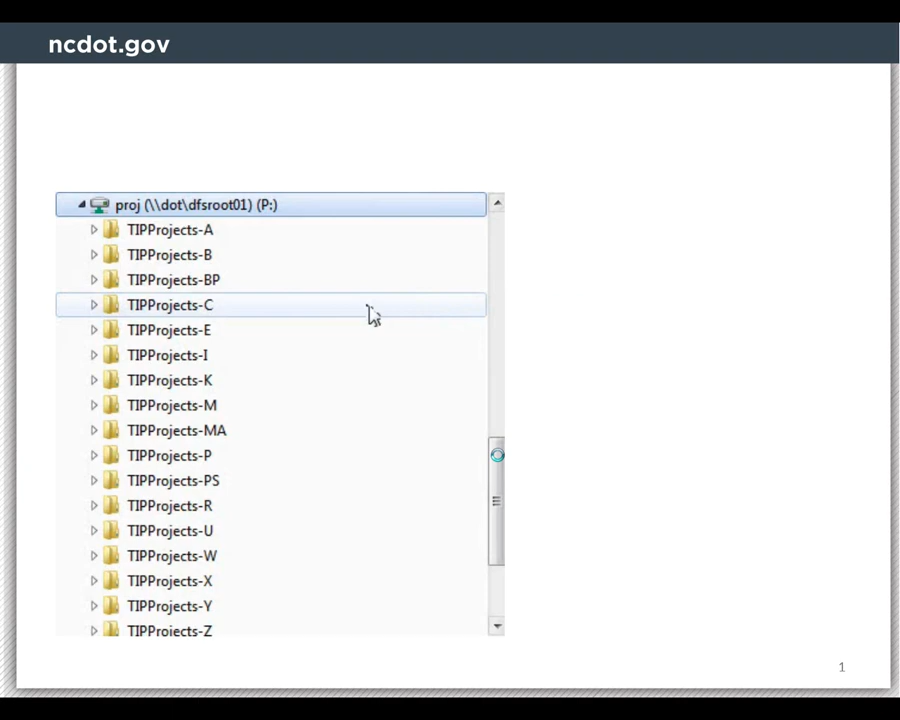 ncdot.gov
proj (\\dot\dfsroot01) (P:)
TIPProjects-A
TIPProjects-B
TIPProjects-BP
TIPProjects-C
TIPProjects-E
TIPProjects-I
TIPProjects-K
TIPProjects-M
TIPProjects-MA
TIPProjects-P
TIPProjects-PS
TIPProjects-R
TIPProjects-U
TIPProjects-W
TIPProjects-X
TIPProjects-Y
TIPProjects-Z
1